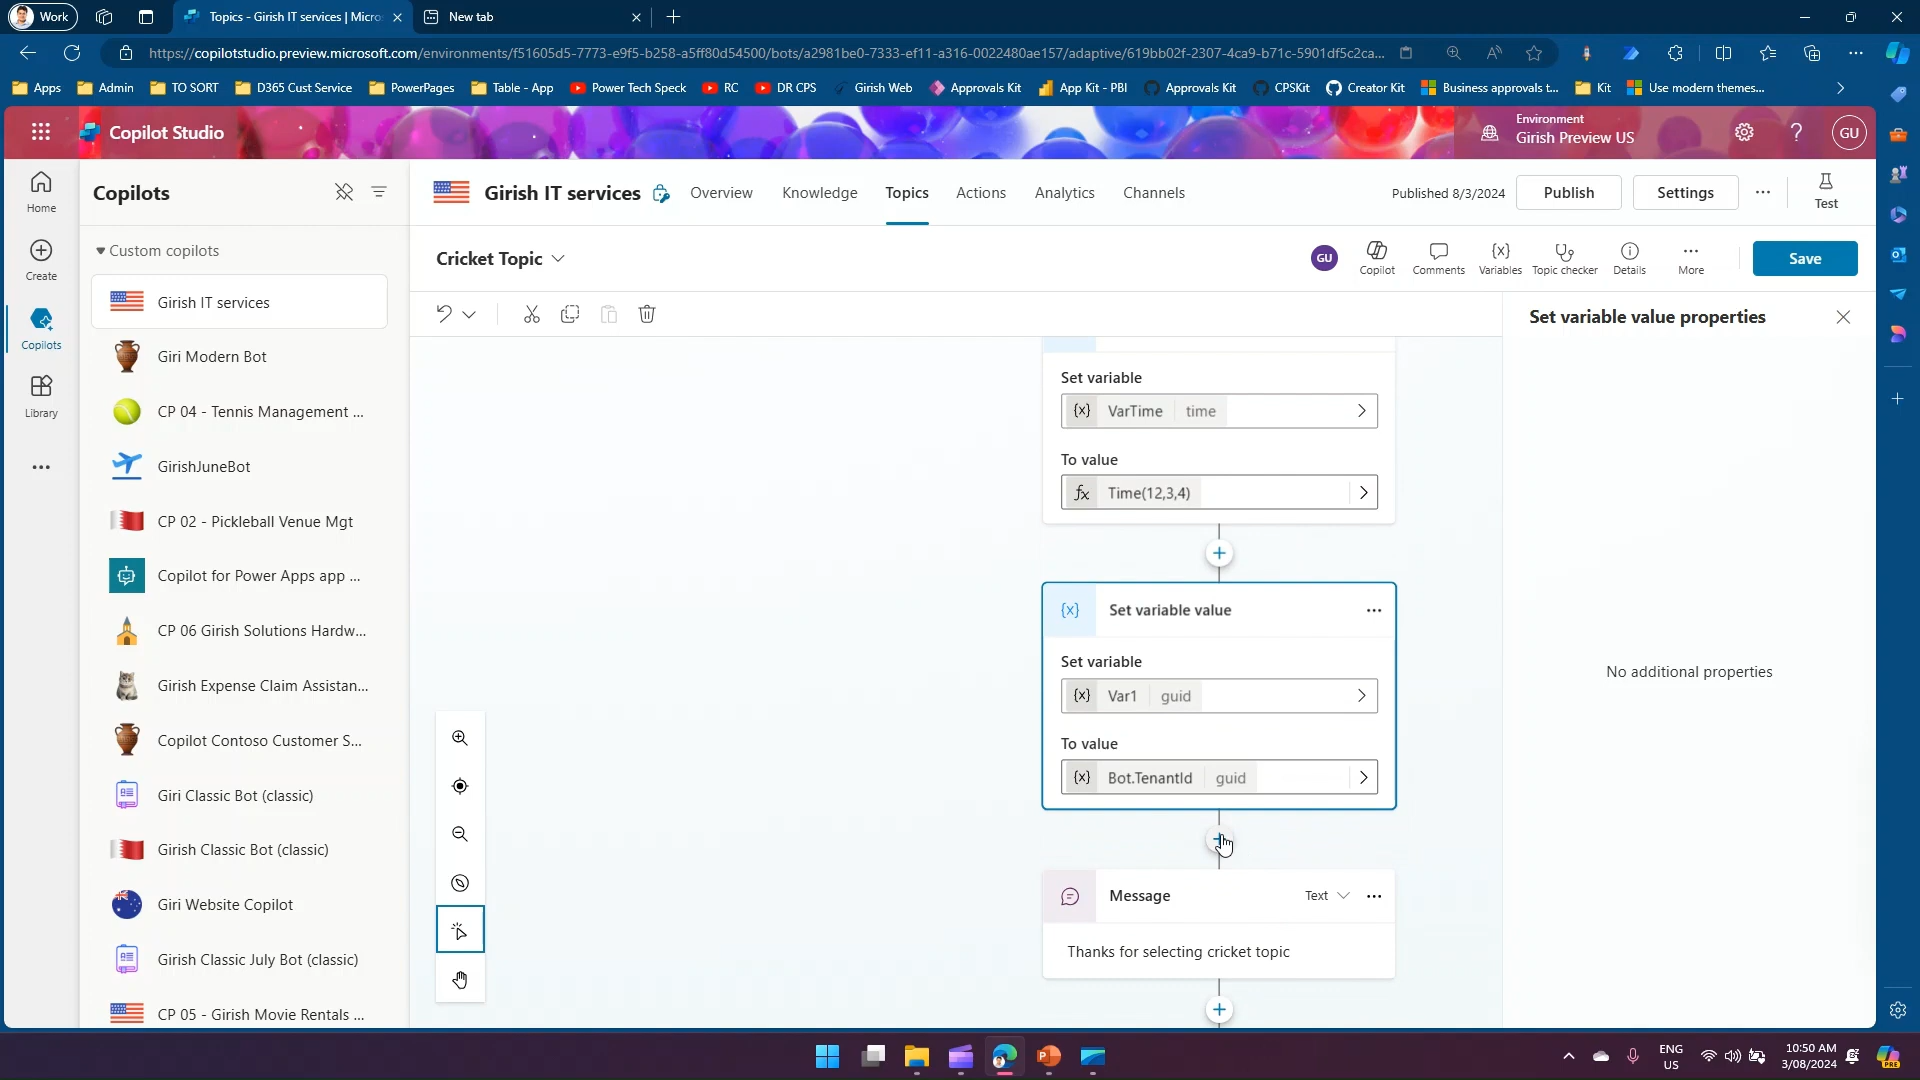 Work
Topics - Girish IT services | Micro
New tab
https://copilotstudio.preview.microsoft.com/environments/f51605d5-7773-e9f5-b258-a5ff80d54500/bots/a2981be0-7333-ef11-a316-0022480ae157/adaptive/619bb02f-2307-4ca9-b71c-5901df5c2ca...
Apps
Admin
TO SORT
D365 Cust Service
PowerPages
Table - App
Power Tech Speck
RC
DR CPS
Girish Web
Approvals Kit
App Kit - PBI
Approvals Kit
CPSKit
Creator Kit
Business approvals t...
Kit
Use modern themes...
Copilot Studio
Environment
Girish Preview US
GU
Home
Create
Copilots
Library
Copilots
Custom copilots
Girish IT services
Giri Modern Bot
CP 04 - Tennis Management ...
GirishJuneBot
CP 02 - Pickleball Venue Mgt
Copilot for Power Apps app ...
CP 06 Girish Solutions Hardw...
Girish Expense Claim Assistan...
Copilot Contoso Customer S...
Giri Classic Bot (classic)
Girish Classic Bot (classic)
Giri Website Copilot
Girish Classic July Bot (classic)
CP 05 - Girish Movie Rentals ...
Girish IT services
Overview
Knowledge
Topics
Actions
Analytics
Channels
Published 8/3/2024
Publish
Settings
Test
Cricket Topic
GU
Copilot
Comments
Variables
Topic checker
Details
More
Save
Set variable
{x} VarTime time
To value
fx Time(12,3,4)
{x} Set variable value
Set variable
{x} Var1 guid
To value
{x} Bot.TenantId guid
Message
Text
Thanks for selecting cricket topic
Set variable value properties
No additional properties
ENG
US
10:50 AM
3/08/2024
PRE